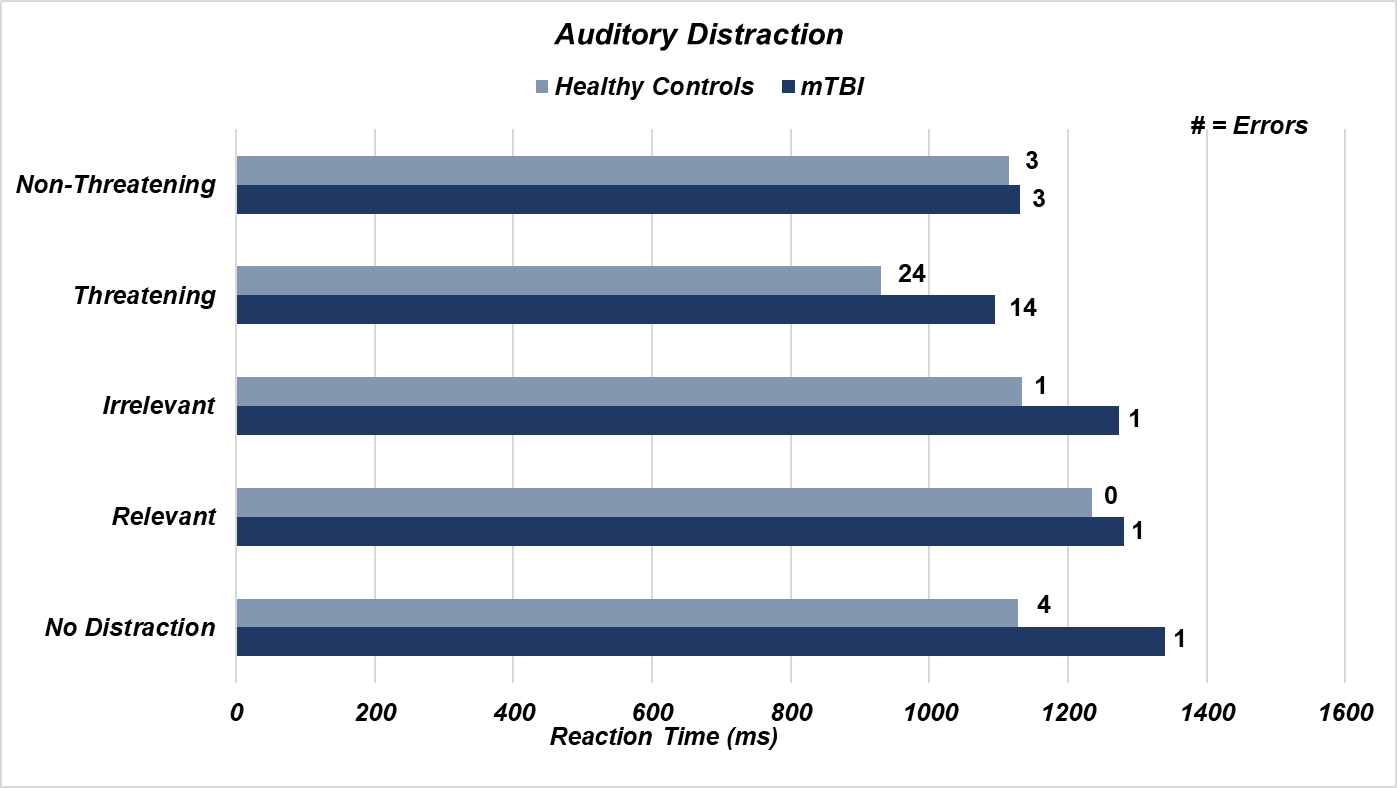 Auditory Distraction
Healthy Controls mTBI
# = Errors
Non-Threatening
3
3
Threatening
24
14
Irrelevant
1
1
Relevant
0
1
No Distraction
4
1
0 200 400 600 800 1000 1200 1400 1600
Reaction Time (ms)